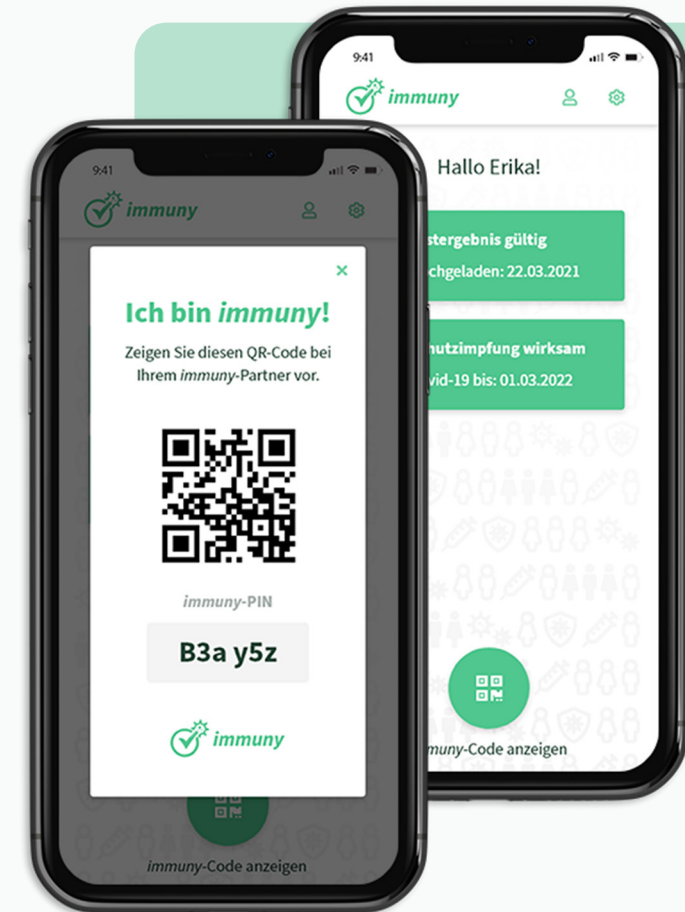 9:41
immuny
Ich bin immuny!
Zeigen Sie diesen QR-Code bei
Ihrem immuny-Partner vor.
immuny-PIN
B3a y5z
immuny
immuny-Code anzeigen
9:41
immuny
Hallo Erika!
stergebnis gültig
chgeladen: 22.03.2021
hutzimpfung wirksam
vid-19 bis: 01.03.2022
muny-Code anzeigen